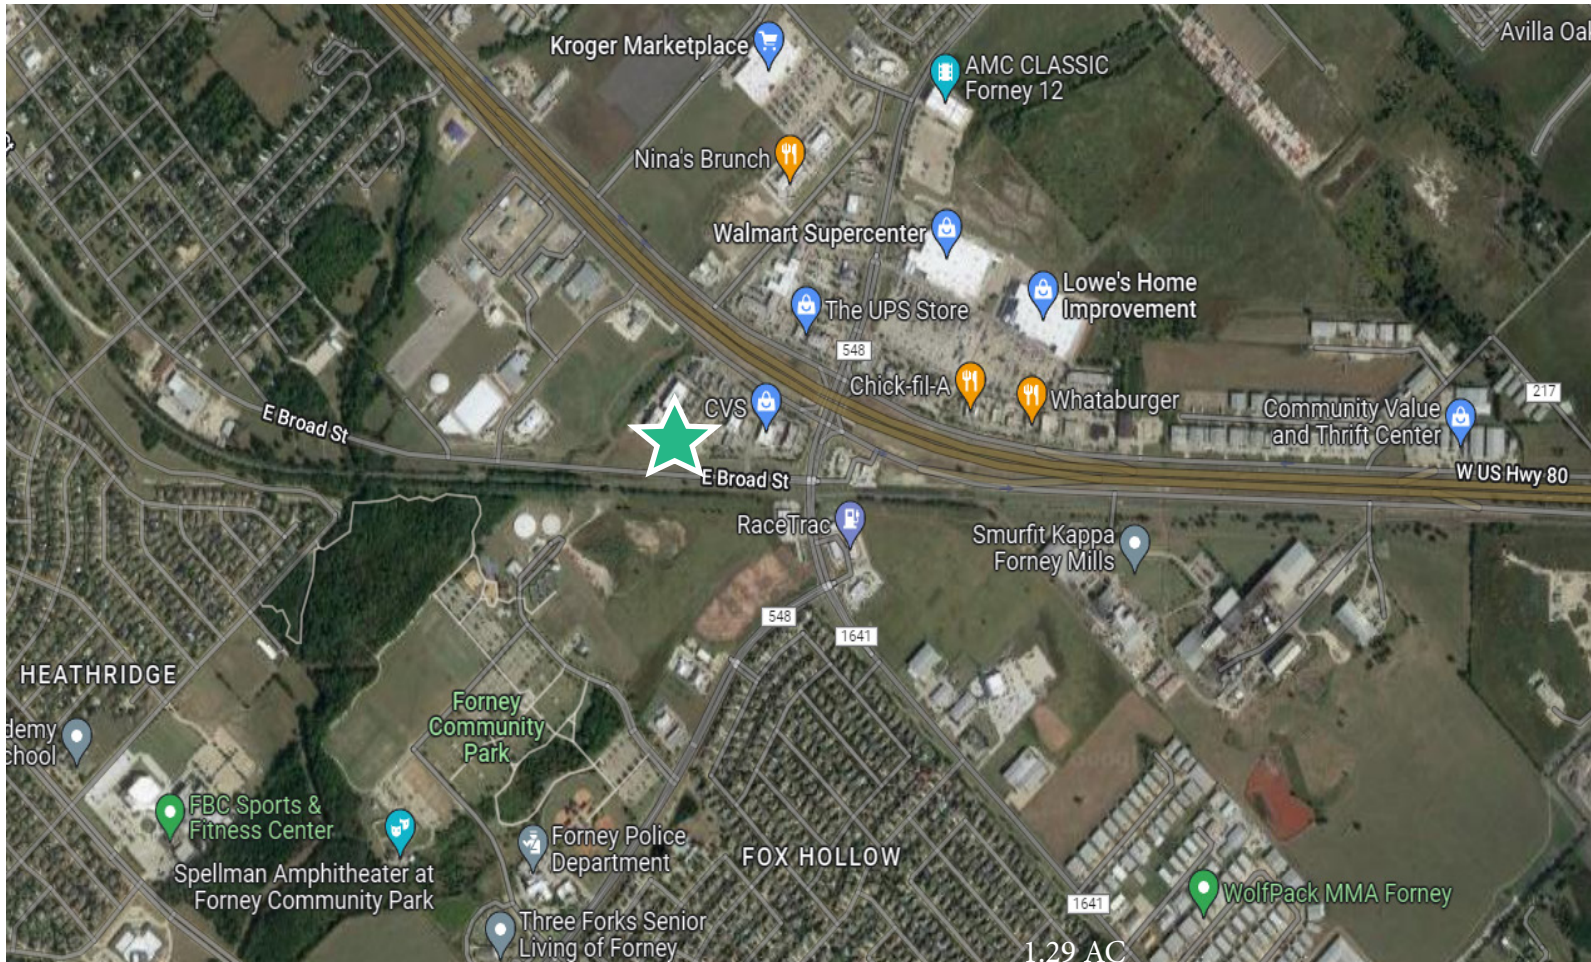 Avilla Oa
Kroger Marketplace
AMC CLASSIC
Forney 12
Nina's Brunch
Walmart Supercenter
Lowe's Home
Improvement
The UPS Store
548
Chick-fil-A
Whataburger
217
CVS
Community Value
and Thrift Center
E Broad St
E Broad St
W US Hwy 80
RaceTrac
Smurfit Kappa
Forney Mills
548
1641
HEATHRIDGE
Forney
Community
Park
demy
chool
FBC Sports &
Fitness Center
Forney Police
Department
FOX HOLLOW
Spellman Amphitheater at
Forney Community Park
WolfPack MMA Forney
1641
Three Forks Senior
Living of Forney
1.29 AC